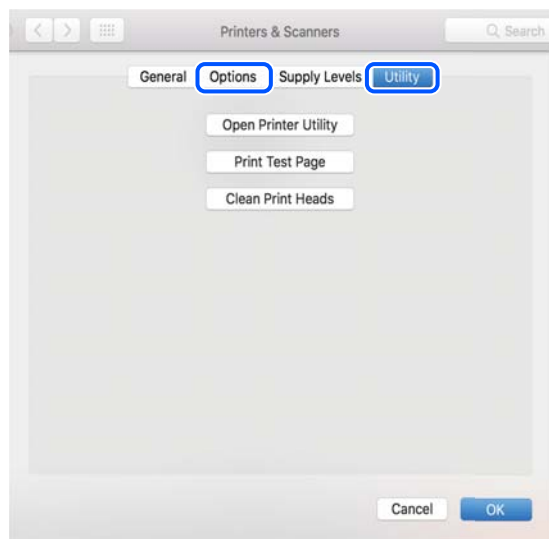 Printers & Scanners Search
General Options Supply Levels Utility
Open Printer Utility
Print Test Page
Clean Print Heads
Cancel OK